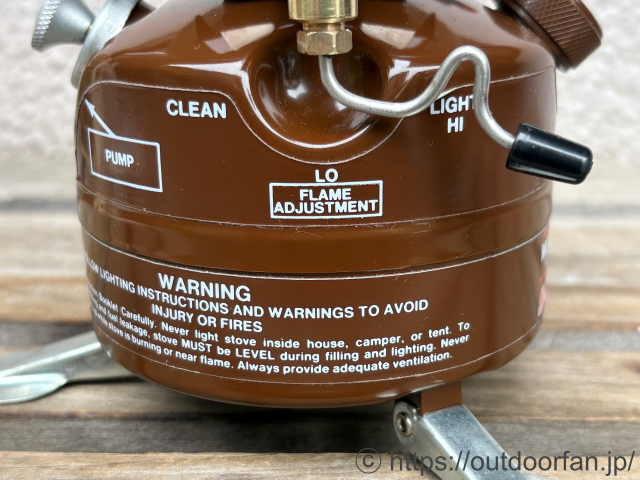 CLEAN
LIGHT
HI
PUMP
LO
FLAME
ADJUSTMENT
WARNING
LIGHTING INSTRUCTIONS AND WARNINGS TO AVOID
INJURY OR FIRES
Booklet Carefully. Never light stove inside house, camper, or tent. To
and fuel leakage, stove MUST be LEVEL during filling and lighting. Never
while stove is burning or near flame. Always provide adequate ventilation.
© https://outdoorfan.jp/